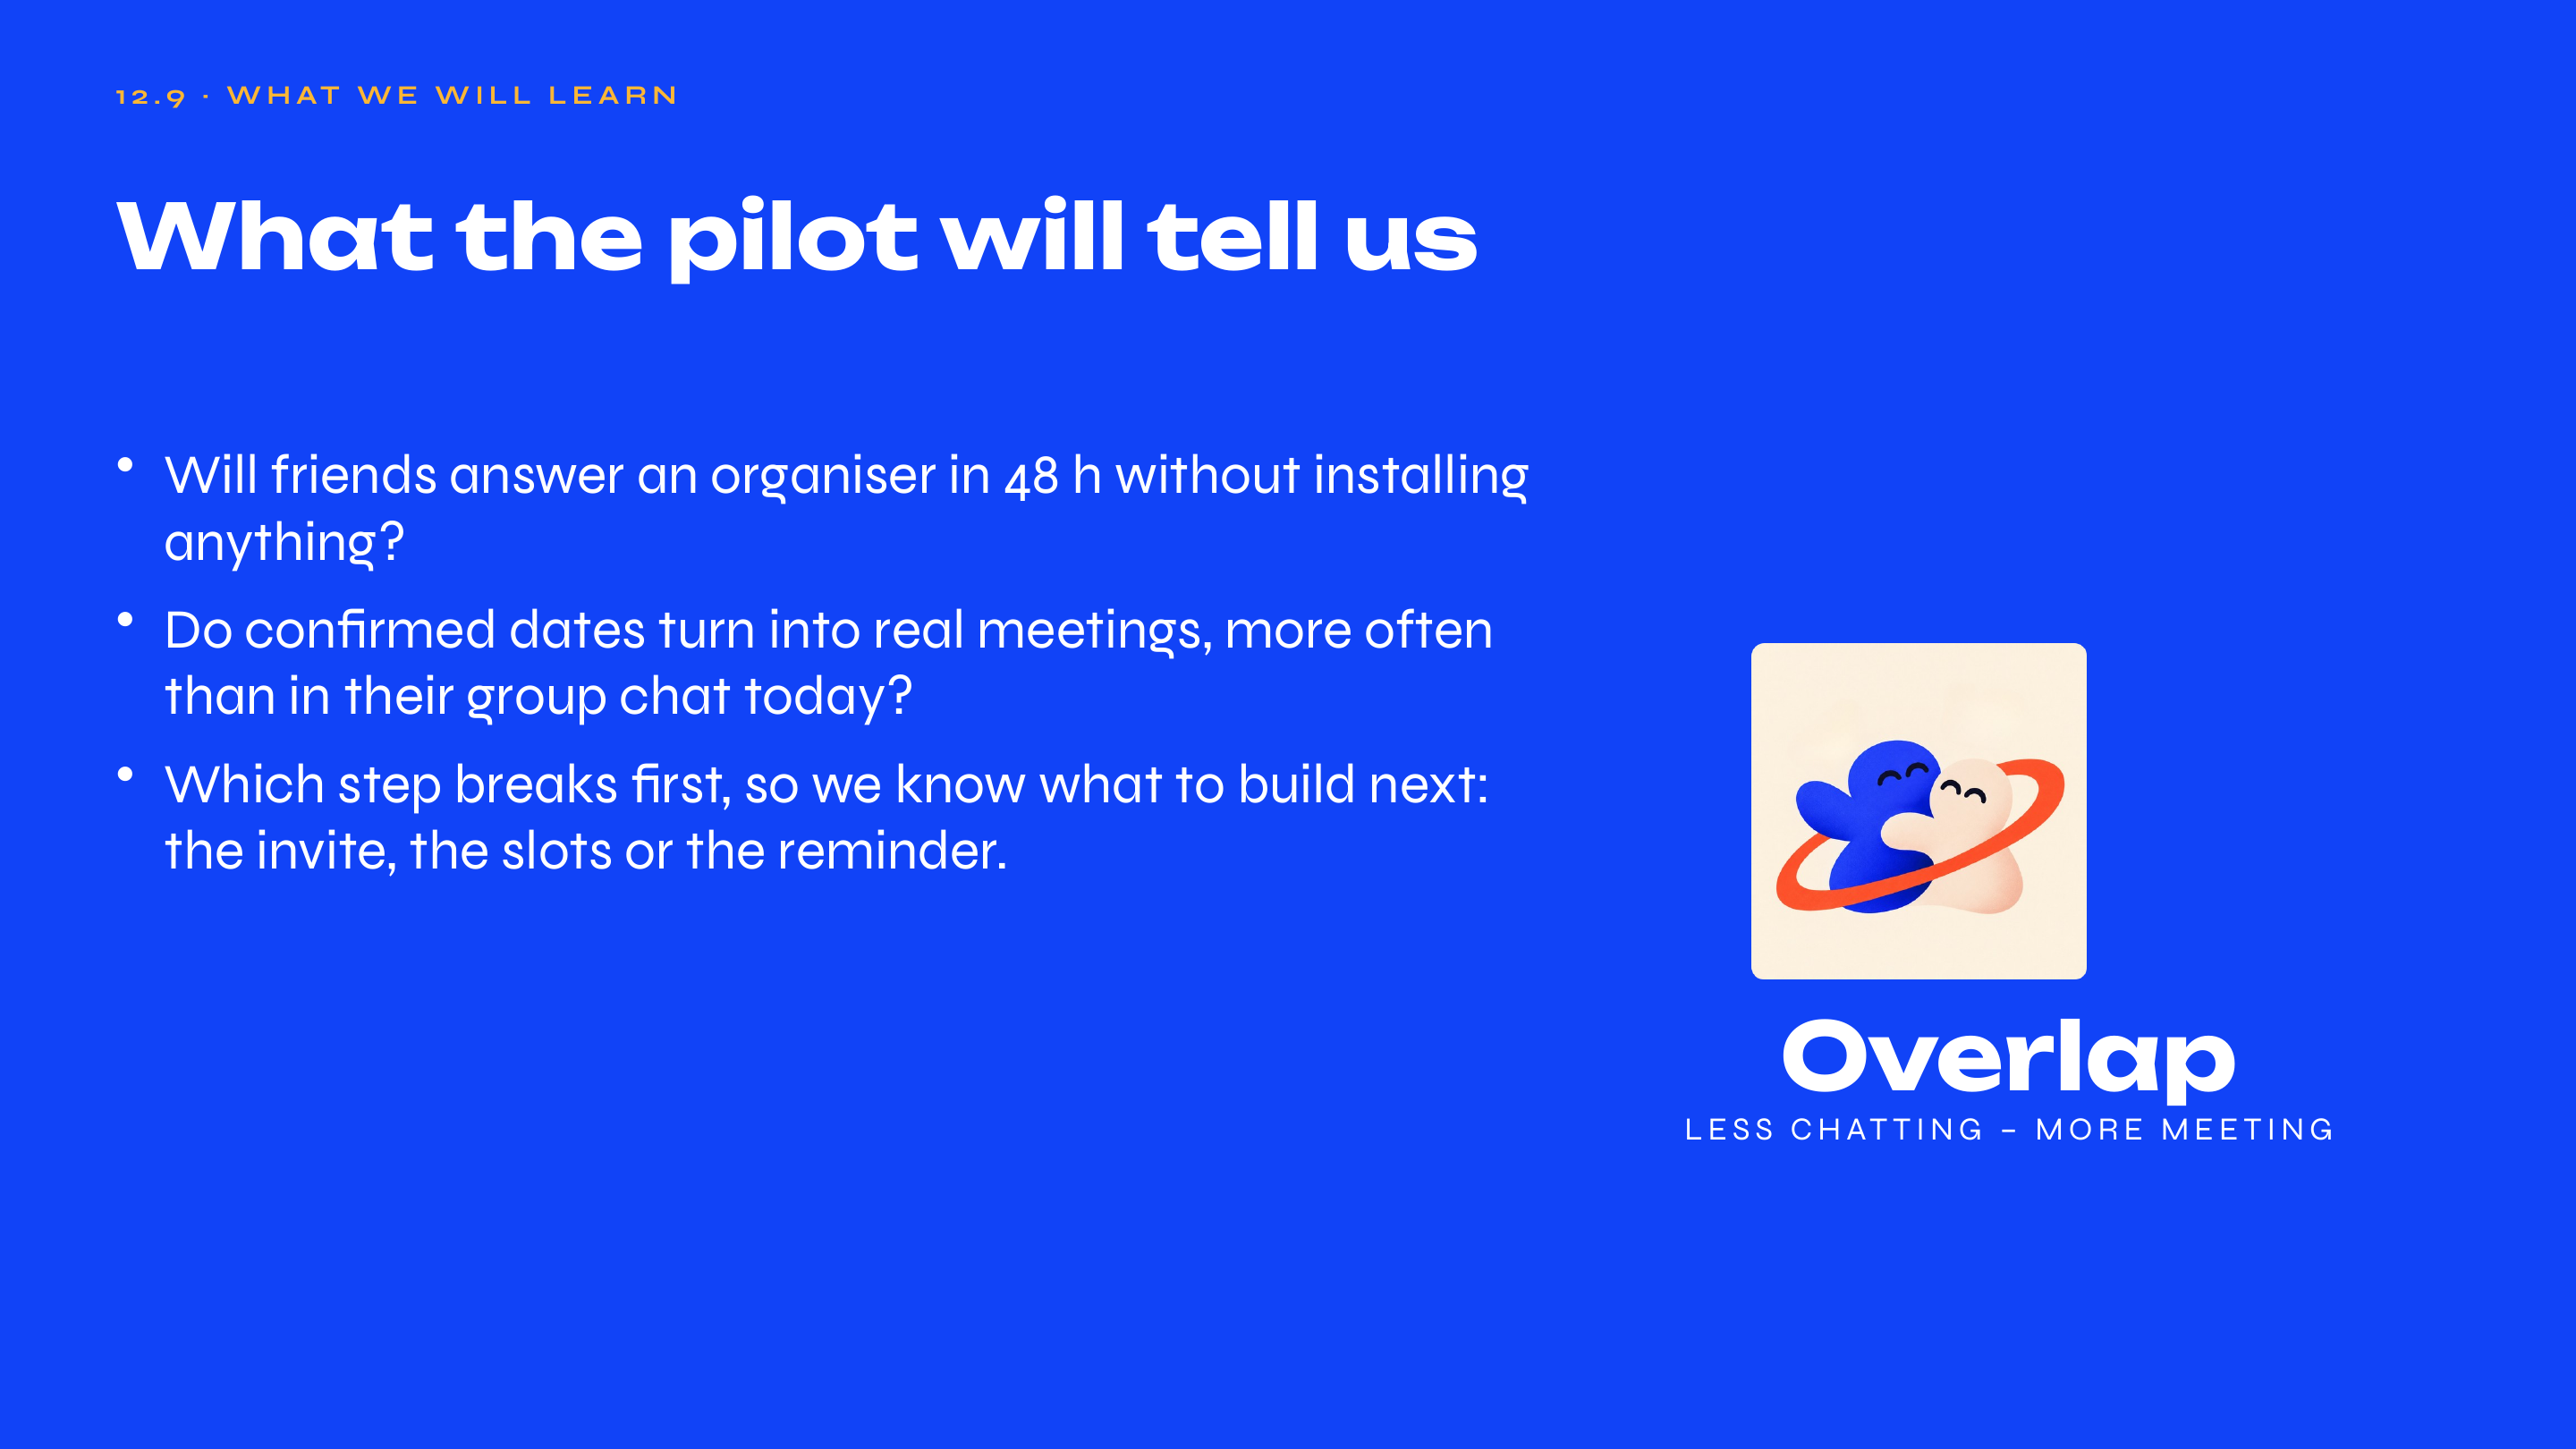 12.9 · WHAT WE WILL LEARN
What the pilot will tell us
• Will friends answer an organiser in 48 h without installing
anything?
• Do confirmed dates turn into real meetings, more often
than in their group chat today?
• Which step breaks first, so we know what to build next:
the invite, the slots or the reminder.
Overlap
LESS CHATTING – MORE MEETING